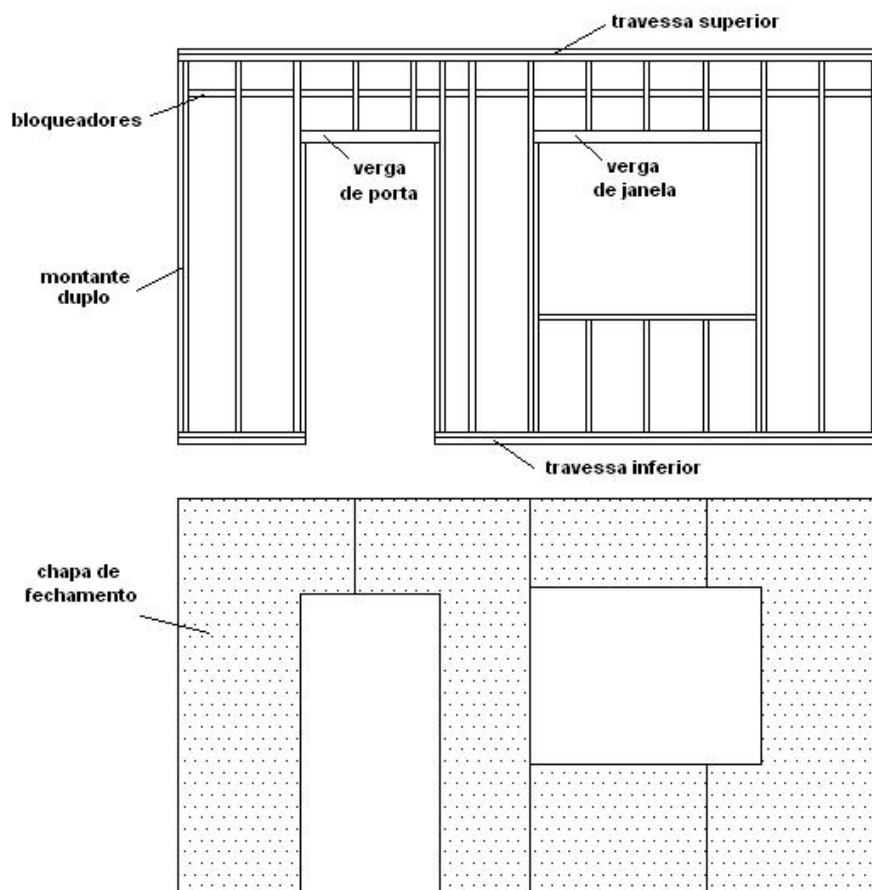 travessa superior
bloqueadores
verga
de porta
verga
de janela
montante
duplo
travessa inferior
chapa de
fechamento